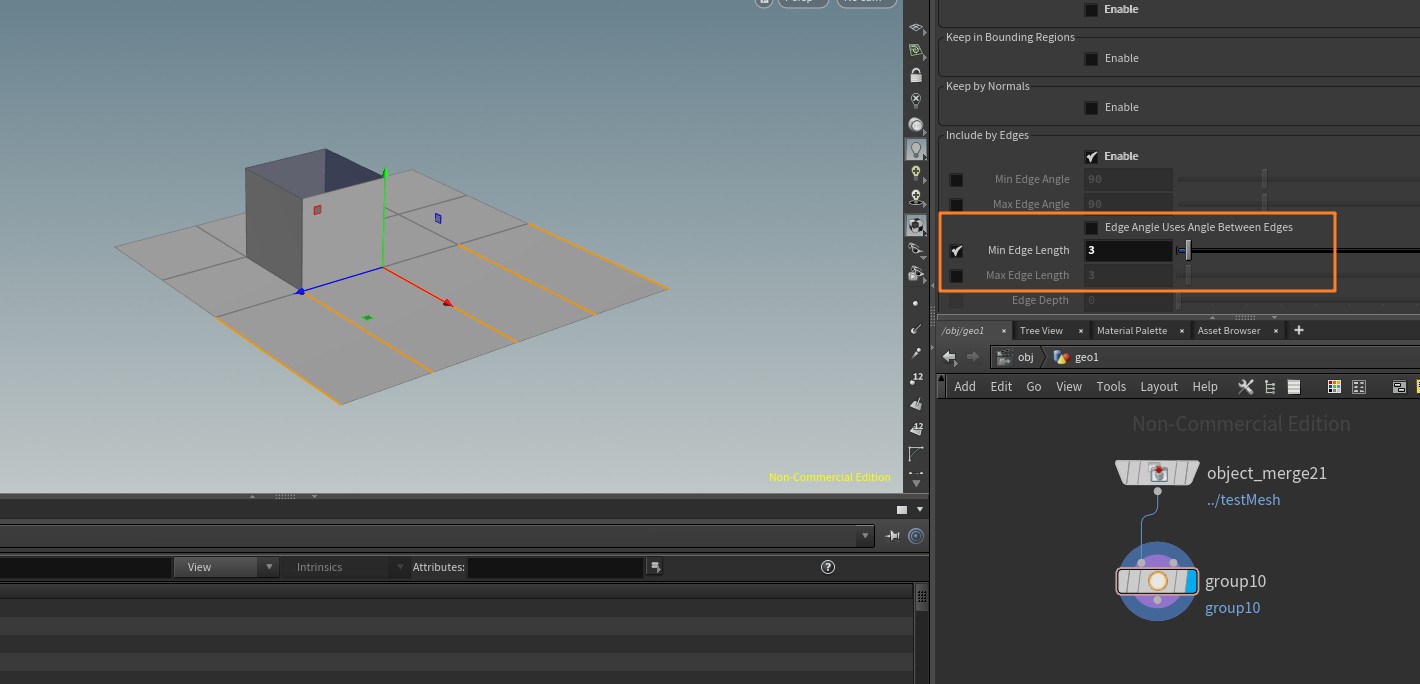 Enable
Keep in Bounding Regions
Enable
Keep by Normals
Enable
Include by Edges
Enable
Min Edge Angle 90
Max Edge Angle 90
Edge Angle Uses Angle Between Edges
Min Edge Length 3
Max Edge Length 3
Edge Depth 0
12
12
Non-Commercial Edition
/obj/geo1 Tree View Material Palette Asset Browser
obj geo1
Add Edit Go View Tools Layout Help
Non-Commercial Edition
object_merge21
../testMesh
group10
group10
View Intrinsics Attributes: